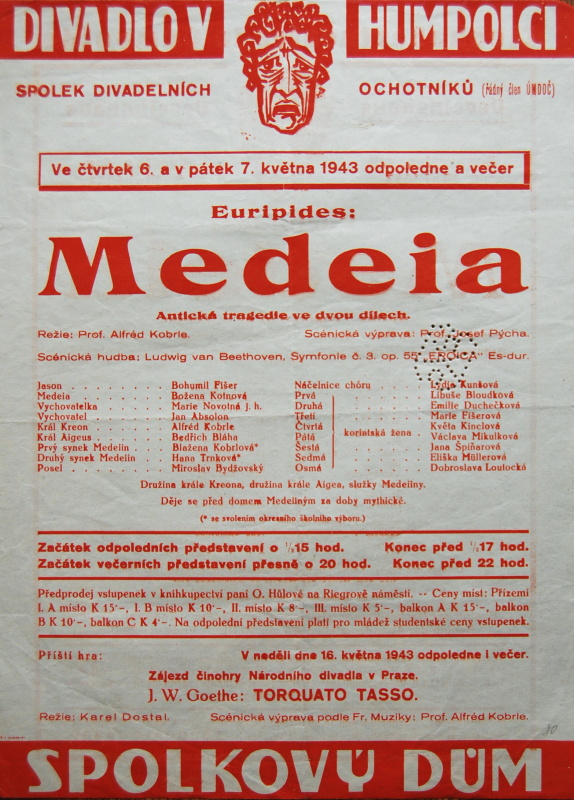 DIVADLO V HUMPOLCI
SPOLEK DIVADELNÍCH OCHOTNÍKŮ (řádný člen ÚMDOČ)
Ve čtvrtek 6. a v pátek 7. května 1943 odpoledne a večer
Euripides:
Medeia
Antická tragedie ve dvou dílech.
Režie: Prof. Alfréd Kobrle. Scénická výprava: Prof. Josef Pýcha.
Scénická hudba: Ludwig van Beethoven, Symfonie č. 3. op. 55 "EROICA" Es-dur.
Jason . . . . . . . Bohumil Fišer
Medeia . . . . . . . Božena Kotnová
Vychovatelka . . . . . Marie Novotná j. h.
Vychovatel . . . . . Jan Absolon
Král Kreon . . . . . Alfréd Kobrle
Král Aigeus . . . . . Bedřich Bláha
Prvý synek Medein . . . Blažena Kobrlová*
Druhý synek Medein . . . Hana Trnková*
Posel . . . . . . . Miroslav Bydžovský
Náčelnice chóru . . . . Lydie Kunšová
Prvá Libuše Bloudková
Druhá Emilie Duchečková
Třetí Marie Fišerová
Čtvrtá Květa Kinclová
Pátá korintská žena . Václava Mikulková
Šestá Jana Špiňarová
Sedmá Eliška Müllerová
Osmá Dobroslava Loutocká
Družina krále Kreona, družina krále Aigea, služky Medeiiny.
Děje se před domem Medeiiným za doby mythické.
(* se svolením okresního školního výboru.)
Začátek odpoledních představení o ½15 hod. Konec před ½17 hod.
Začátek večerních představení přesně o 20 hod. Konec před 22 hod.
Předprodej vstupenek v knihkupectví paní O. Hůlové na Riegrově náměstí. -- Ceny míst: Přízemí
I. A místo K 15·–, I. B místo K 10·–, II. místo K 8·–, III. místo K 5·–, balkon A K 15·–, balkon
B K 10·–, balkon C K 4·–. Na odpolední představení platí pro mládež studentské ceny vstupenek.
Příští hra: V neděli dne 16. května 1943 odpoledne i večer.
Zájezd činohry Národního divadla v Praze.
J. W. Goethe: TORQUATO TASSO.
Režie: Karel Dostal. Scénická výprava podle Fr. Muziky: Prof. Alfréd Kobrle.
SPOLKOVÝ DŮM